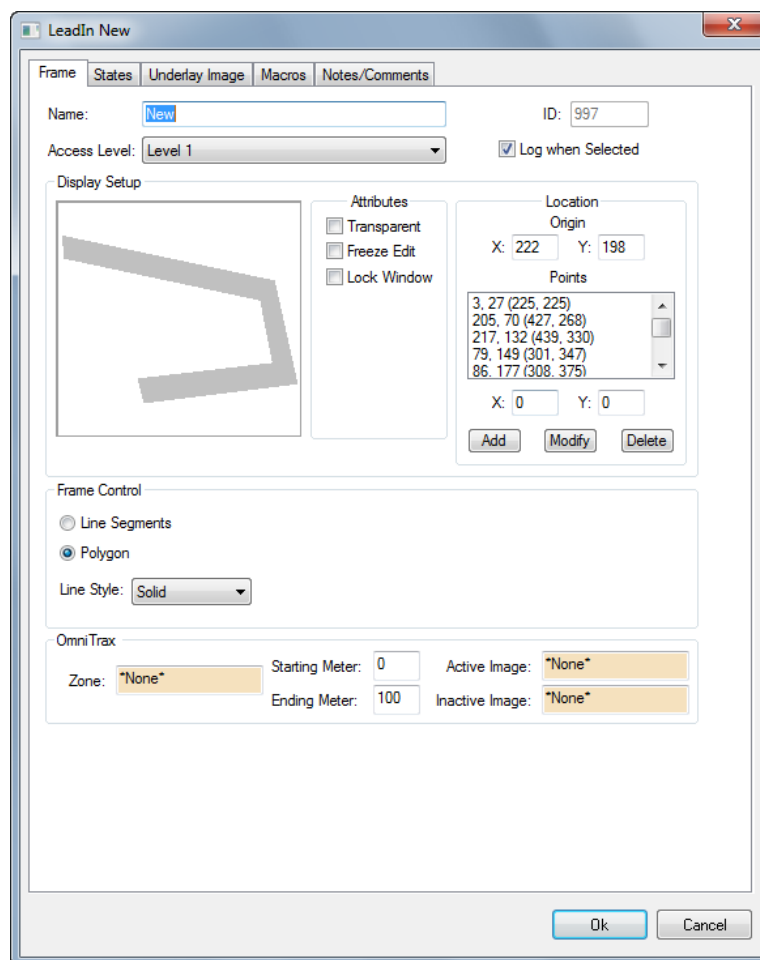 LeadIn New
Frame States Underlay Image Macros Notes/Comments
Name: New ID: 997
Access Level: Level 1 Log when Selected
Display Setup
Attributes
Transparent
Freeze Edit
Lock Window
Location
Origin
X: 222 Y: 198
Points
3, 27 (225, 225)
205, 70 (427, 268)
217, 132 (439, 330)
79, 149 (301, 347)
86, 177 (308, 375)
X: 0 Y: 0
Add Modify Delete
Frame Control
Line Segments
Polygon
Line Style: Solid
OmniTrax
Zone: *None*
Starting Meter: 0
Ending Meter: 100
Active Image: *None*
Inactive Image: *None*
Ok Cancel